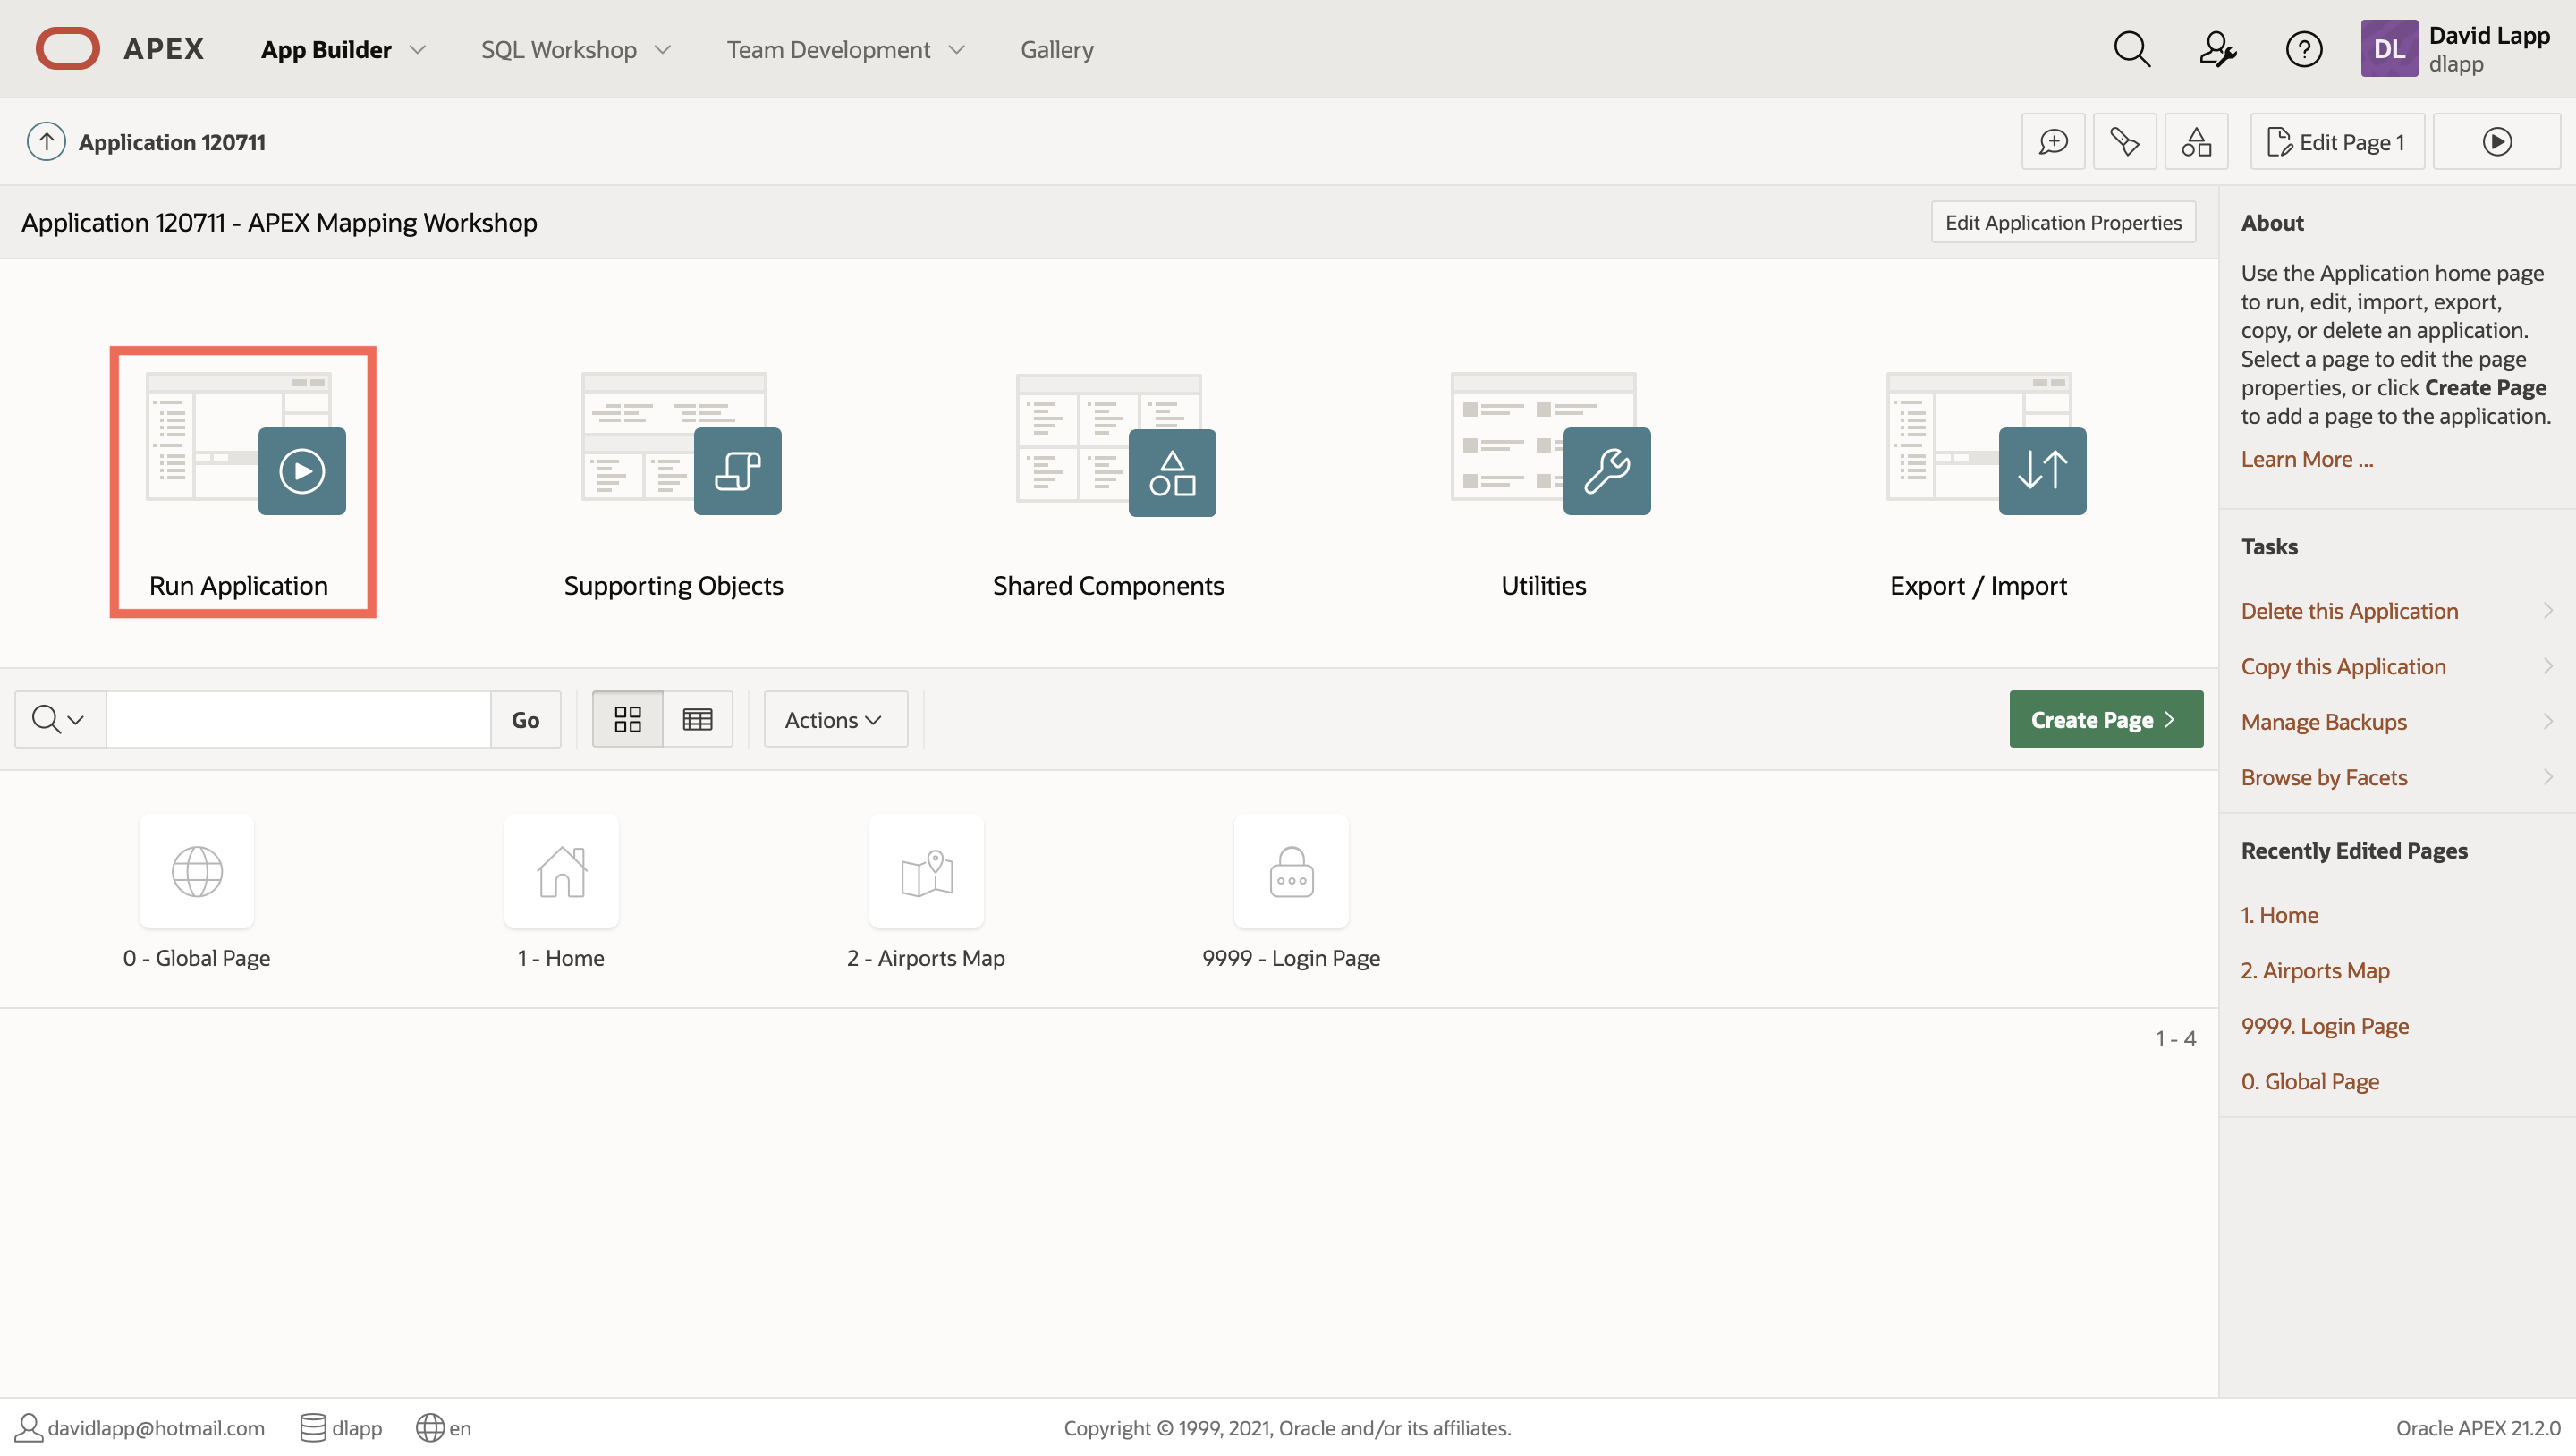 APEX
App Builder
SQL Workshop
Team Development
Gallery
DL
David Lapp
dlapp
Application 120711
Edit Page 1
Application 120711 - APEX Mapping Workshop
Edit Application Properties
Run Application
Supporting Objects
Shared Components
Utilities
Export / Import
Go
Actions
Create Page
0 - Global Page
1 - Home
2 - Airports Map
9999 - Login Page
1 - 4
About
Use the Application home page
to run, edit, import, export,
copy, or delete an application.
Select a page to edit the page
properties, or click Create Page
to add a page to the application.
Learn More ...
Tasks
Delete this Application
Copy this Application
Manage Backups
Browse by Facets
Recently Edited Pages
1. Home
2. Airports Map
9999. Login Page
0. Global Page
davidlapp@hotmail.com
dlapp
en
Copyright © 1999, 2021, Oracle and/or its affiliates.
Oracle APEX 21.2.0